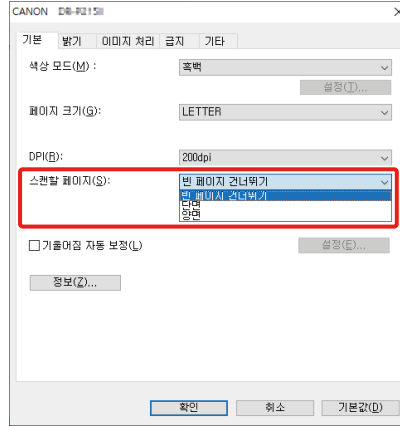 CANON
기본 밝기 이미지 처리 급지 기타
색상 모드(M) : 흑백
설정(T)...
페이지 크기(G): LETTER
DPI(R): 200dpi
스캔할 페이지(S): 빈 페이지 건너뛰기
빈 페이지 건너뛰기
단면
양면
기울어짐 자동 보정(L) 설정(E)...
정보(Z)...
확인 취소 기본값(D)